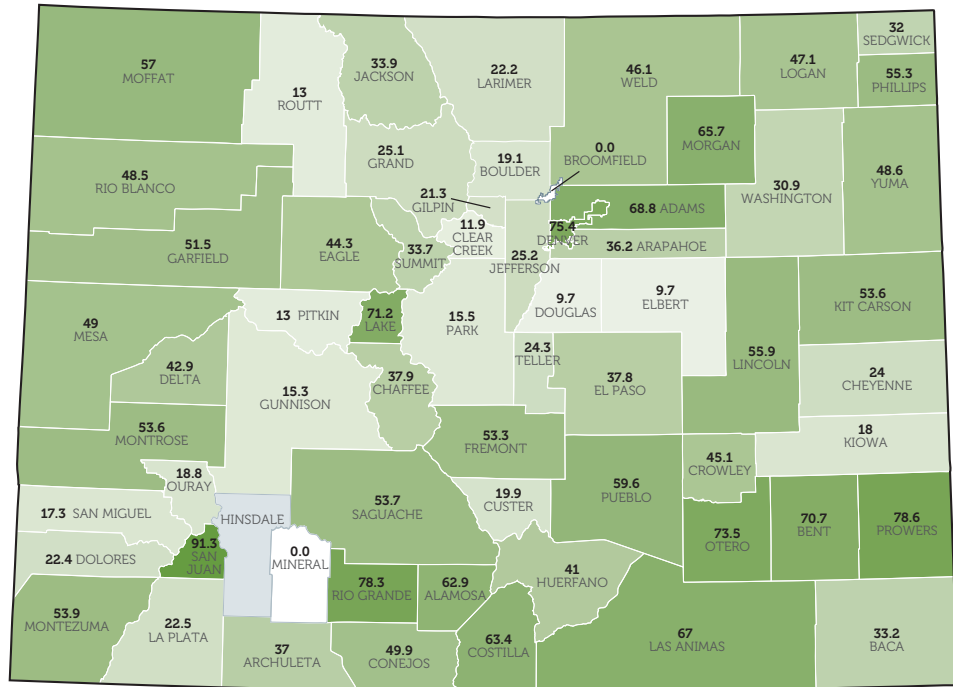 32
SEDGWICK
57
MOFFAT
33.9
JACKSON
22.2
LARIMER
46.1
WELD
47.1
LOGAN
55.3
PHILLIPS
13
ROUTT
65.7
MORGAN
25.1
GRAND
19.1
BOULDER
0.0
BROOMFIELD
48.5
RIO BLANCO
48.6
YUMA
30.9
WASHINGTON
21.3
GILPIN
68.8 ADAMS
11.9
CLEAR
CREEK
75.4
DENVER
36.2 ARAPAHOE
51.5
GARFIELD
44.3
EAGLE
33.7
SUMMIT
25.2
JEFFERSON
9.7
DOUGLAS
9.7
ELBERT
53.6
KIT CARSON
49
MESA
13 PITKIN
71.2
LAKE
15.5
PARK
24.3
TELLER
55.9
LINCOLN
42.9
DELTA
15.3
GUNNISON
37.9
CHAFFEE
37.8
EL PASO
24
CHEYENNE
53.6
MONTROSE
53.3
FREMONT
18
KIOWA
45.1
CROWLEY
18.8
OURAY
59.6
PUEBLO
53.7
SAGUACHE
19.9
CUSTER
17.3 SAN MIGUEL
HINSDALE
73.5
OTERO
70.7
BENT
78.6
PROWERS
91.3
SAN
JUAN
22.4 DOLORES
0.0
MINERAL
78.3
RIO GRANDE
62.9
ALAMOSA
41
HUERFANO
53.9
MONTEZUMA
22.5
LA PLATA
37
ARCHULETA
49.9
CONEJOS
63.4
COSTILLA
67
LAS ANIMAS
33.2
BACA